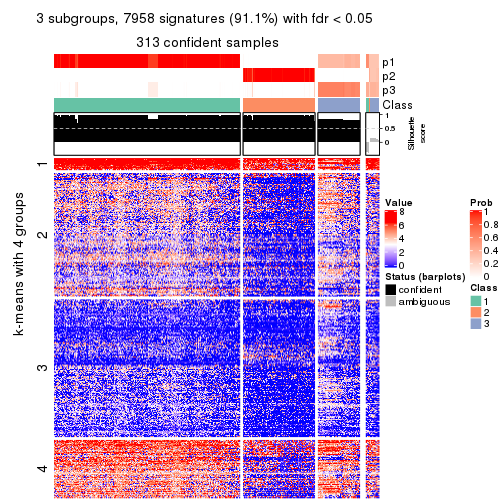 3 subgroups, 7958 signatures (91.1%) with fdr < 0.05
313 confident samples
p1
p2
p3
Class
1
0.5
0
Silhouette
score
k-means with 4 groups
1
2
3
4
Value
8
6
4
2
0
Status (barplots)
confident
ambiguous
Prob
1
0.8
0.6
0.4
0.2
0
Class
1
2
3